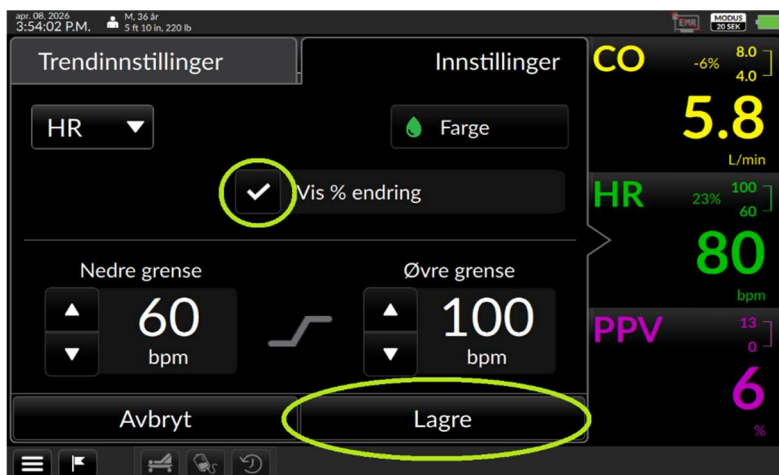 apr. 08, 2026
3:54:02 P.M.
M, 36 år
5 ft 10 in, 220 lb
EMR
MODUS
20 SEK
Trendinnstillinger
Innstillinger
HR
Farge
Vis % endring
Nedre grense
Øvre grense
60
100
bpm
bpm
Avbryt
Lagre
CO
-6%
8.0
4.0
5.8
L/min
HR
23%
100
60
80
bpm
PPV
13
0
6
%